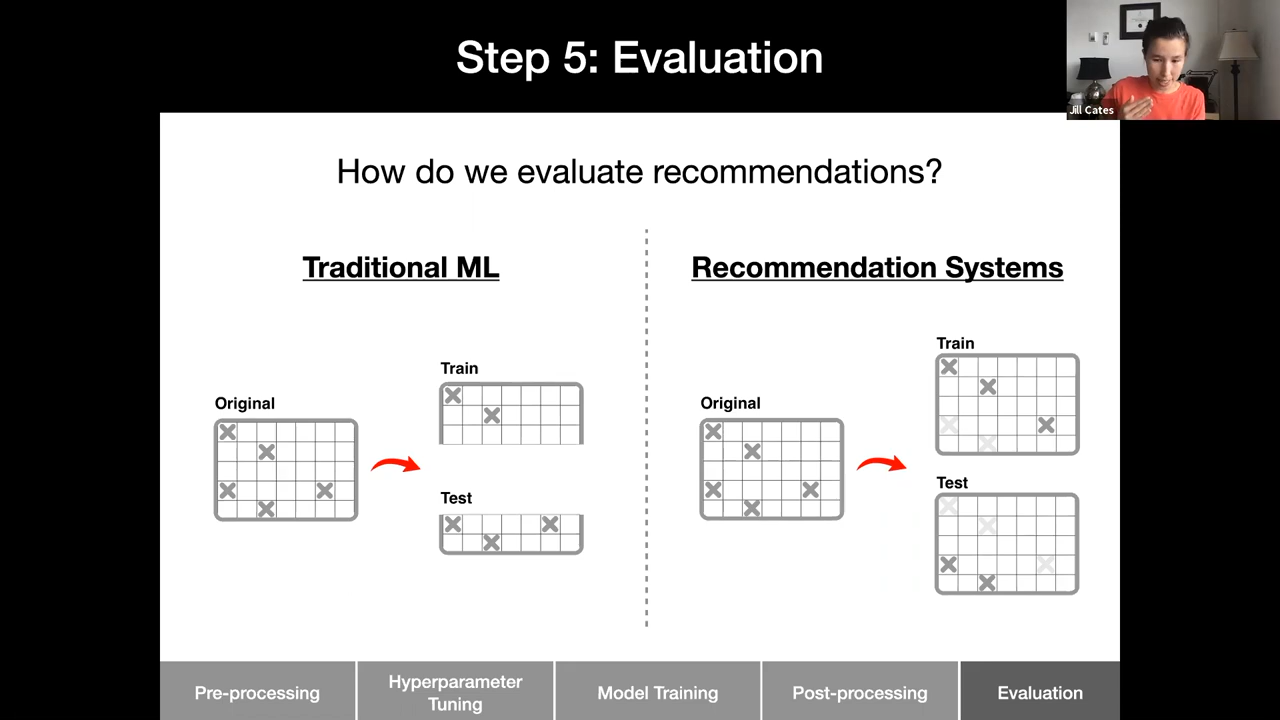 Step 5: Evaluation
Jill Cates
How do we evaluate recommendations?
Traditional ML
Recommendation Systems
Original
Train
Test
Original
Train
Test
Pre-processing
Hyperparameter
Tuning
Model Training
Post-processing
Evaluation